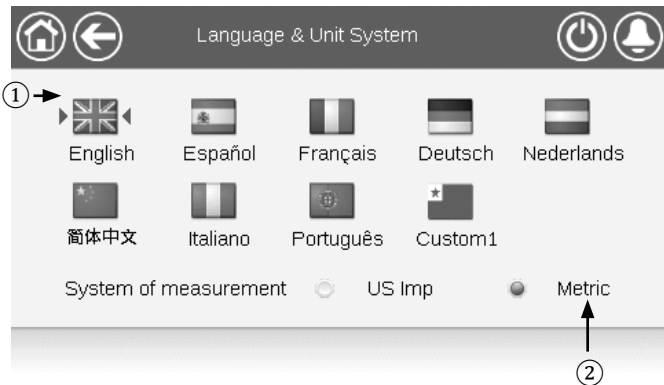 Language & Unit System
①
English Español Français Deutsch Nederlands
简体中文 Italiano Português Custom1
System of measurement US Imp Metric
②